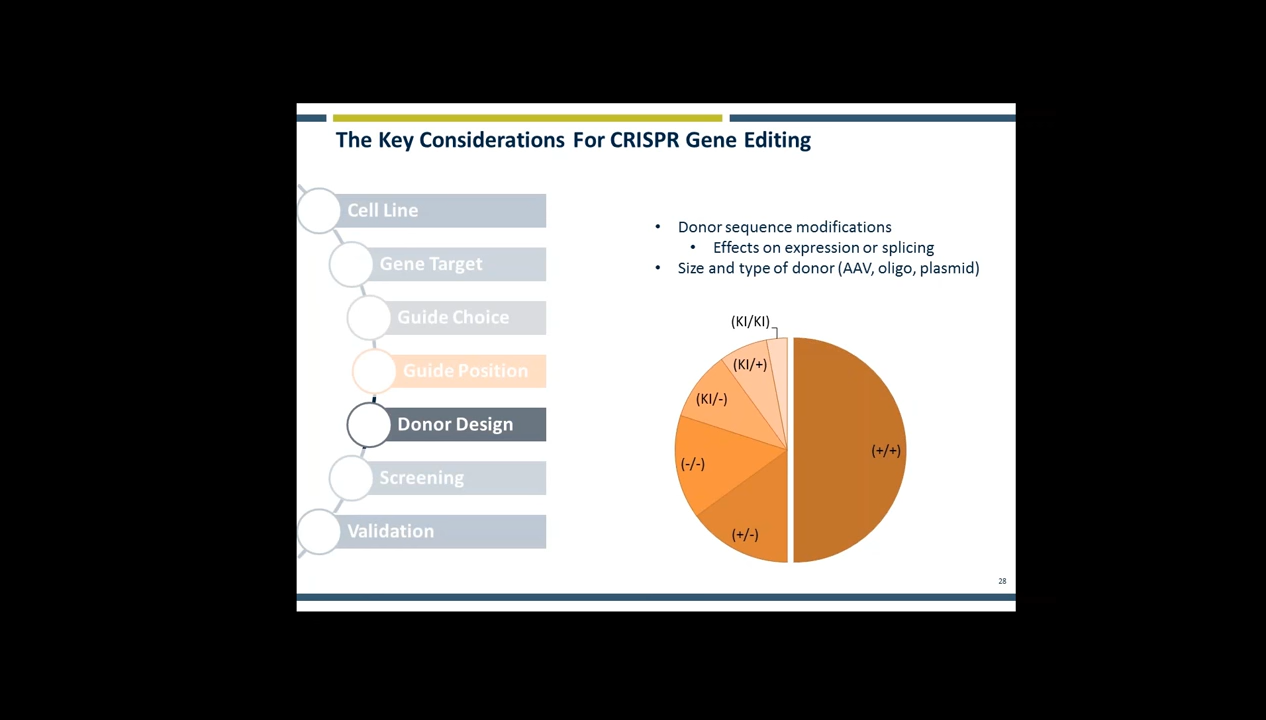 The Key Considerations For CRISPR Gene Editing
Cell Line
Gene Target
Guide Choice
Guide Position
Donor Design
Screening
Validation
• Donor sequence modifications
• Effects on expression or splicing
• Size and type of donor (AAV, oligo, plasmid)
(KI/KI)
(KI/+)
(KI/-)
(-/-)
(+/-)
(+/+)
28